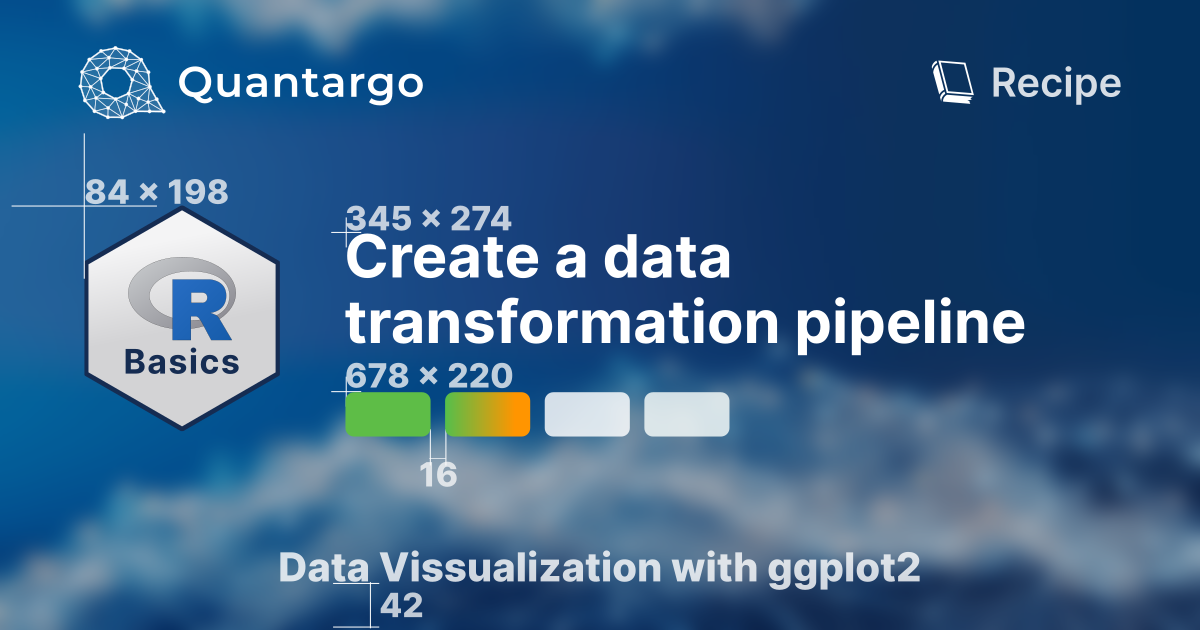 Quantargo
Recipe
84 × 198
345 × 274
Create a data
transformation pipeline
R
Basics
678 × 220
16
Data Vissualization with ggplot2
42